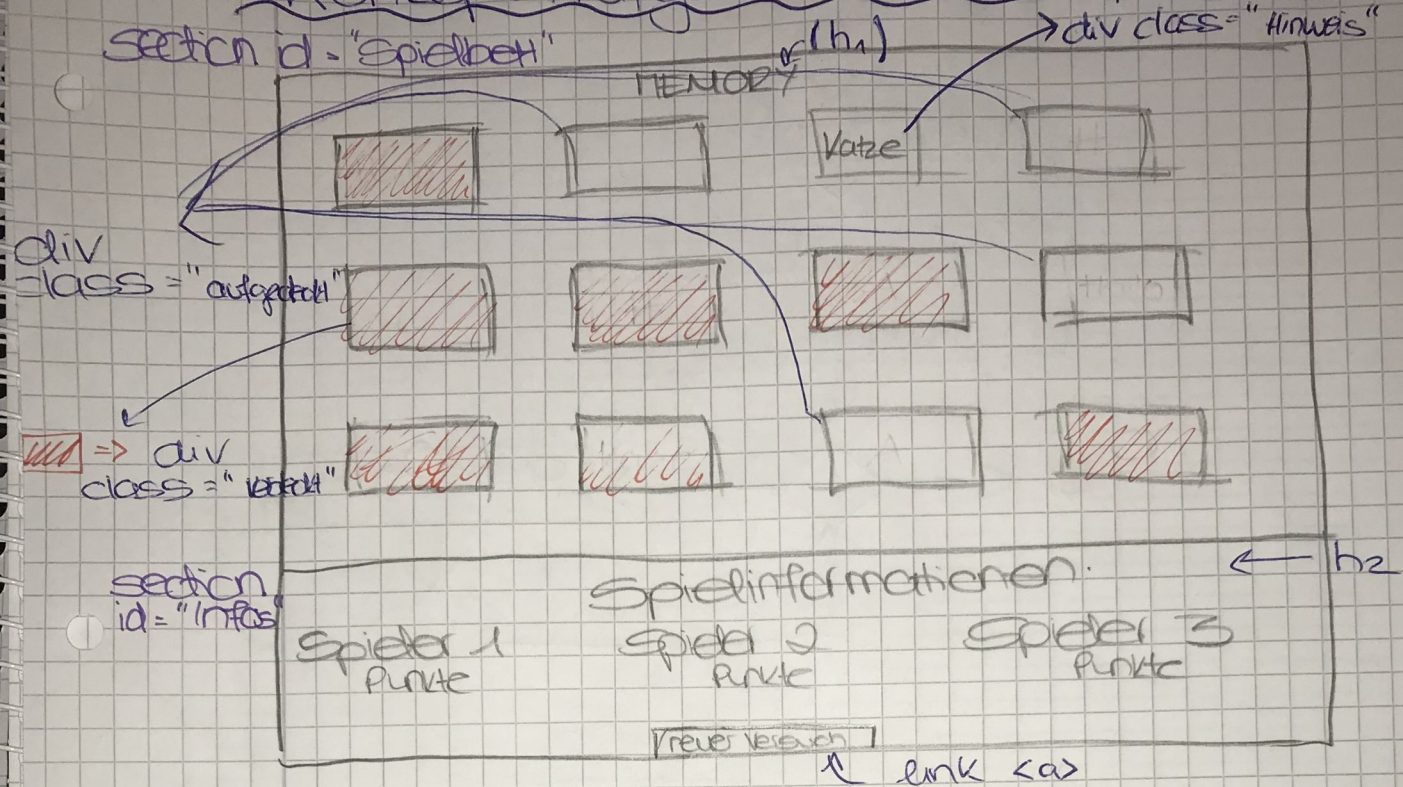 section id = "Spielbett"
(h1)
div class = "Hinweis"
MEMORY
Katze
div
class = "aufgedeckt"
=> div
class = "verdeckt"
section
id = "Infos
Spielinformationen.
h2
Spieler 1
Spieler 2
Spieler 3
Punkte
Punkte
Punkte
neuer Versuch
link <a>